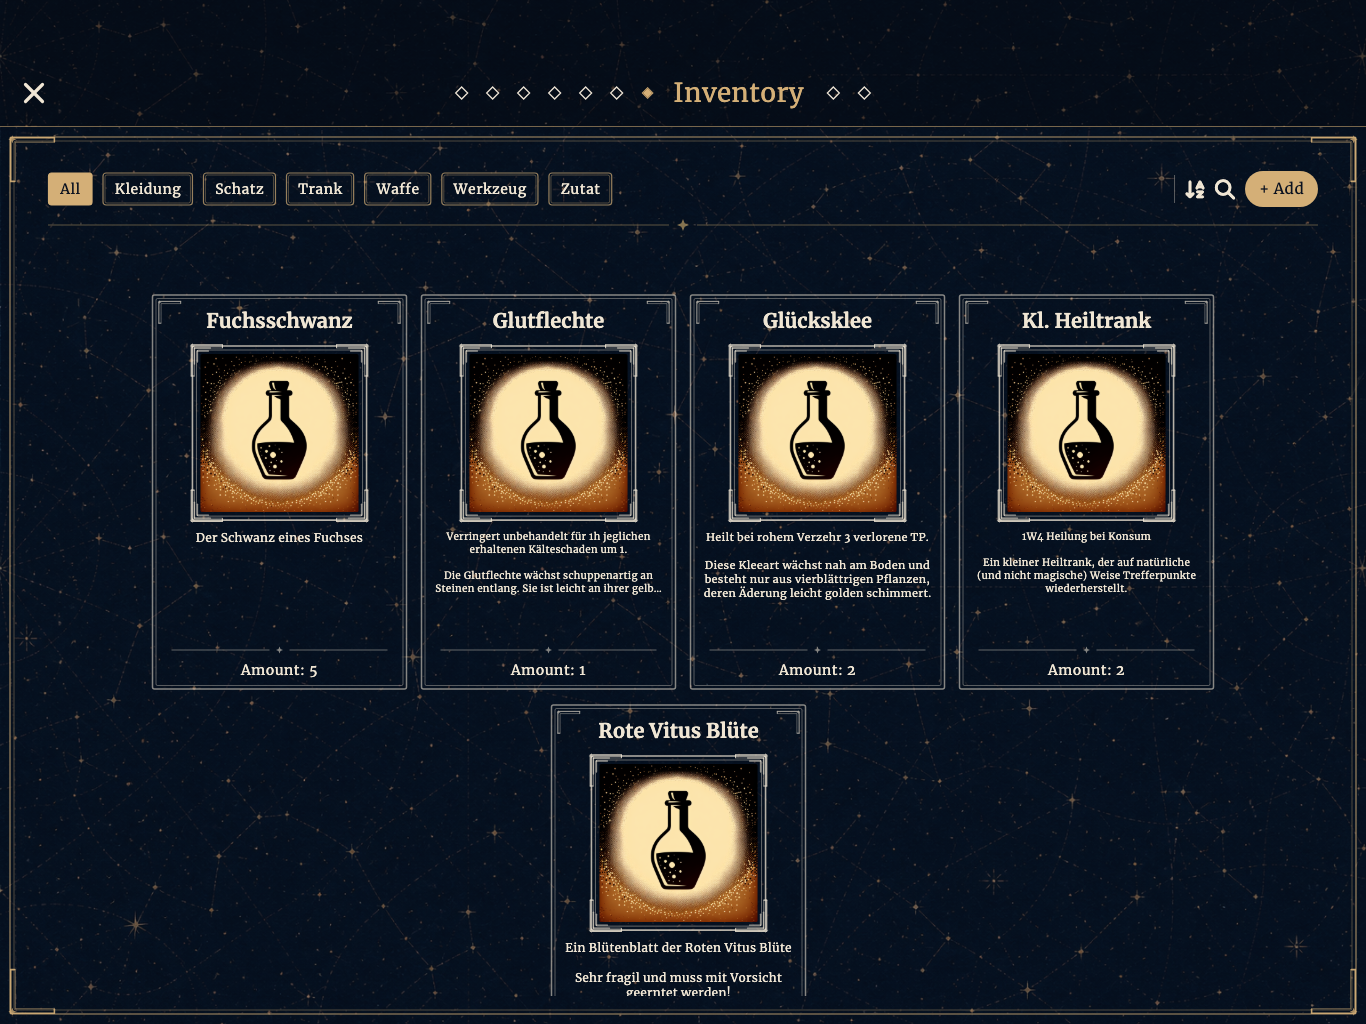 Inventory
All
Kleidung
Schatz
Trank
Waffe
Werkzeug
Zutat
+ Add
Fuchsschwanz
Der Schwanz eines Fuchses
Amount: 5
Glutflechte
Verringert unbehandelt für 1h jeglichen
erhaltenen Kälteschaden um 1.
Die Glutflechte wächst schuppenartig an
Steinen entlang. Sie ist leicht an ihrer gelb...
Amount: 1
Glücksklee
Heilt bei rohem Verzehr 3 verlorene TP.
Diese Kleeart wächst nah am Boden und
besteht nur aus vierblättrigen Pflanzen,
deren Äderung leicht golden schimmert.
Amount: 2
Kl. Heiltrank
1W4 Heilung bei Konsum
Ein kleiner Heiltrank, der auf natürliche
(und nicht magische) Weise Trefferpunkte
wiederherstellt.
Amount: 2
Rote Vitus Blüte
Ein Blütenblatt der Roten Vitus Blüte
Sehr fragil und muss mit Vorsicht
geerntet werden!